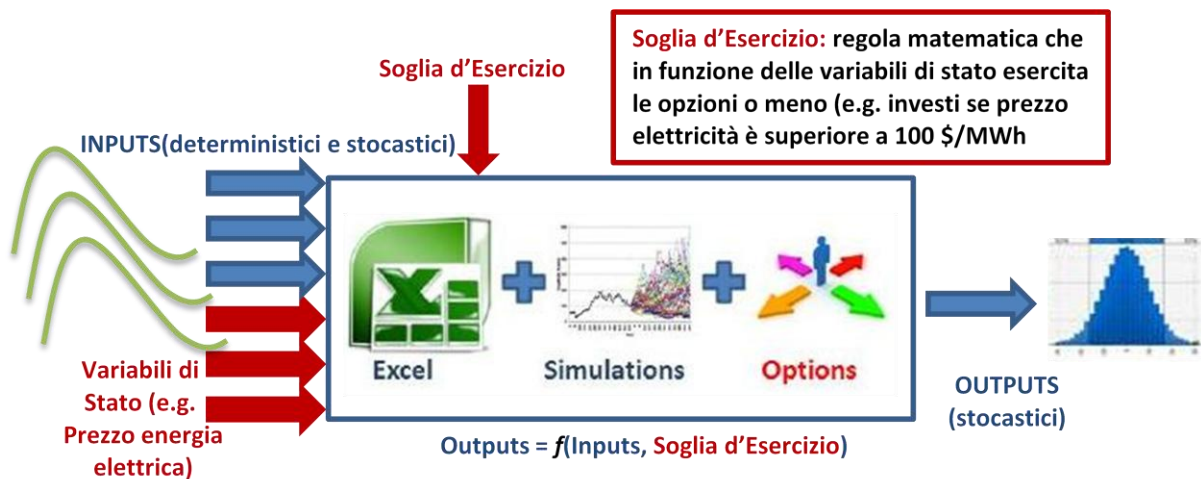 Soglia d'Esercizio
Soglia d'Esercizio: regola matematica che
in funzione delle variabili di stato esercita
le opzioni o meno (e.g. investi se prezzo
elettricità è superiore a 100 $/MWh
INPUTS(deterministici e stocastici)
Excel
Simulations
Options
Variabili di
Stato (e.g.
Prezzo energia
elettrica)
OUTPUTS
(stocastici)
Outputs = f(Inputs, Soglia d'Esercizio)